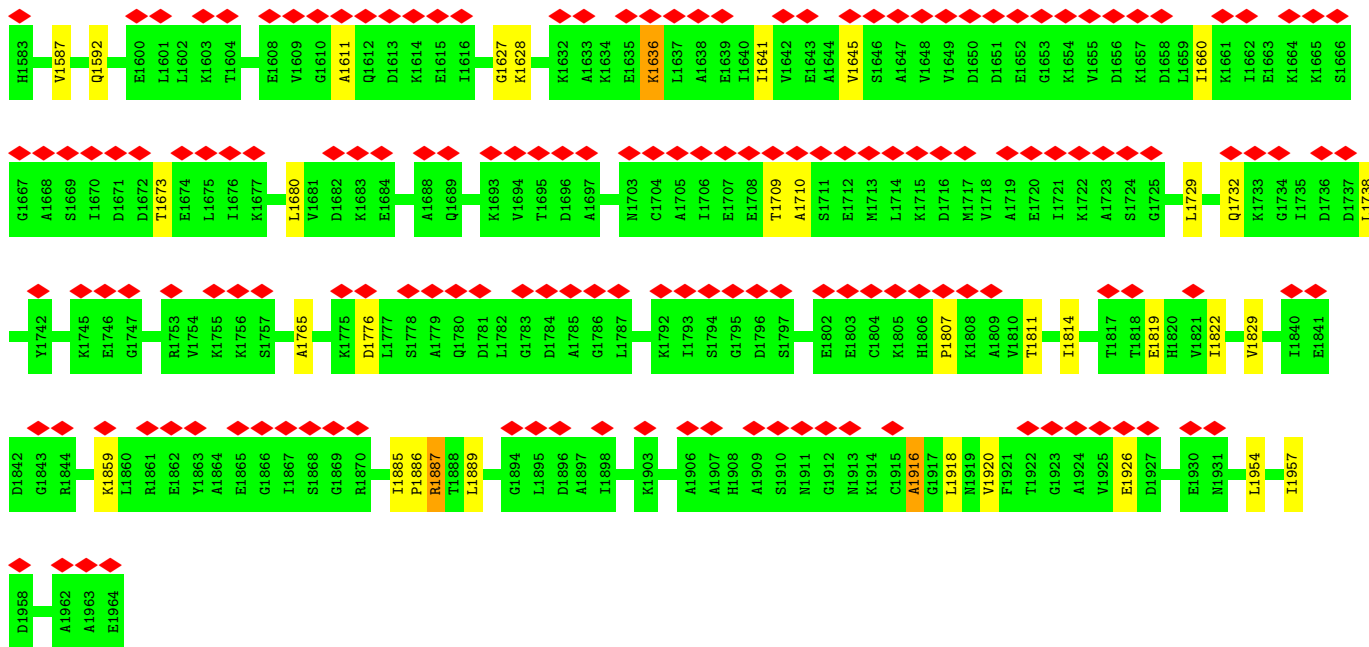 H1583 V1587 Q1592 E1600 L1601 L1602 K1603 T1604 E1608 V1609 G1610 A1611 Q1612 D1613 K1614 E1615 I1616 G1627 K1628 K1632 A1633 K1634 E1635 K1636 L1637 A1638 E1639 I1640 I1641 V1642 E1643 A1644 V1645 S1646 A1647 V1648 V1649 D1650 D1651 E1652 G1653 K1654 V1655 D1656 K1657 D1658 L1659 I1660 K1661 I1662 E1663 K1664 K1665 S1666
G1667 A1668 S1669 I1670 D1671 D1672 T1673 E1674 L1675 I1676 K1677 L1680 V1681 D1682 K1683 E1684 A1688 Q1689 K1693 V1694 T1695 D1696 A1697 N1703 C1704 A1705 I1706 E1707 E1708 T1709 A1710 S1711 E1712 M1713 L1714 K1715 D1716 M1717 V1718 A1719 E1720 I1721 K1722 A1723 S1724 G1725 L1729 Q1732 K1733 G1734 I1735 D1736 D1737 L1738
Y1742 K1745 E1746 G1747 R1753 V1754 K1755 K1756 S1757 A1765 K1775 D1776 L1777 S1778 A1779 Q1780 D1781 L1782 G1783 D1784 A1785 G1786 L1787 K1792 I1793 S1794 G1795 D1796 S1797 E1802 E1803 C1804 K1805 H1806 P1807 K1808 A1809 V1810 T1811 I1814 T1817 T1818 E1819 H1820 V1821 I1822 V1829 I1840 E1841
D1842 G1843 R1844 K1859 L1860 R1861 E1862 Y1863 A1864 E1865 G1866 I1867 S1868 G1869 R1870 I1885 P1886 R1887 T1888 L1889 G1894 L1895 D1896 A1897 I1898 K1903 A1906 A1907 H1908 A1909 S1910 N1911 G1912 N1913 K1914 C1915 A1916 G1917 L1918 N1919 V1920 F1921 T1922 G1923 A1924 V1925 E1926 D1927 E1930 N1931 L1954 I1957
D1958 A1962 A1963 E1964